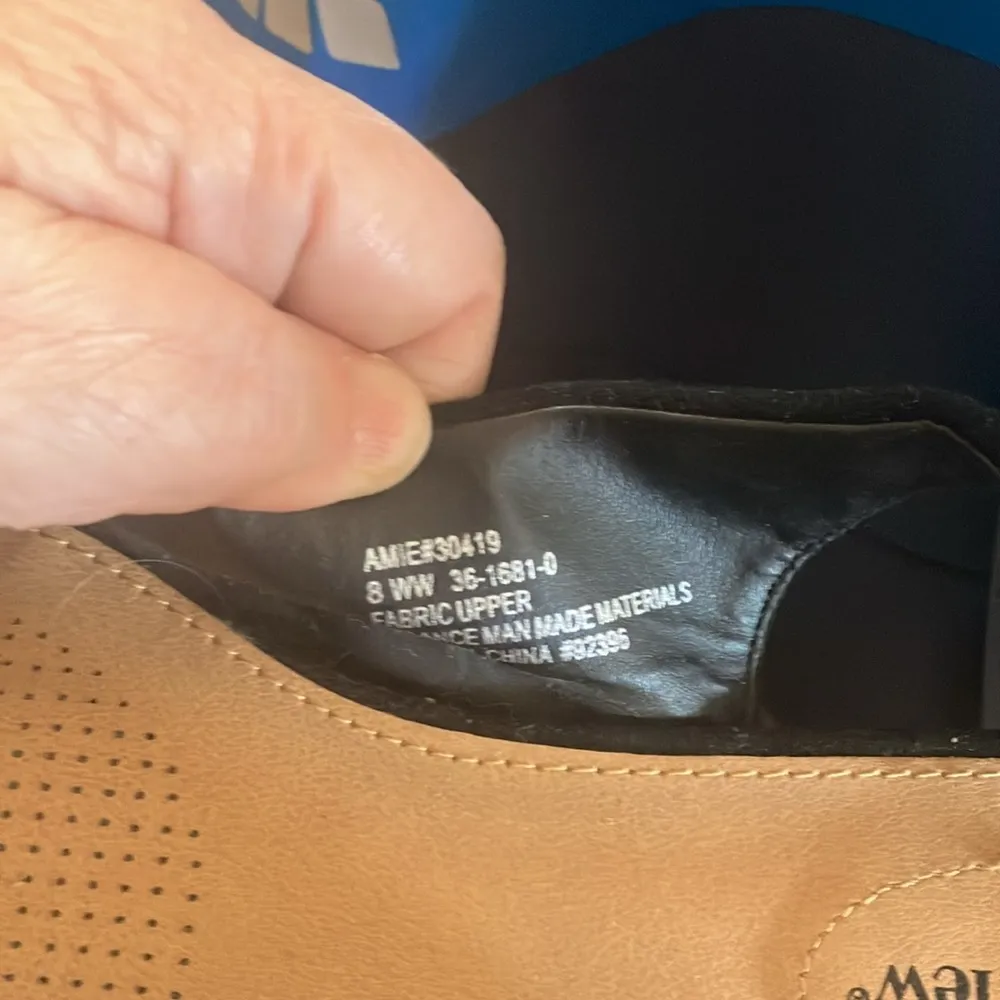 AMIE#30419
8 WW 36-1681-0
FABRIC UPPER
MAN MADE MATERIALS
CHINA #92396